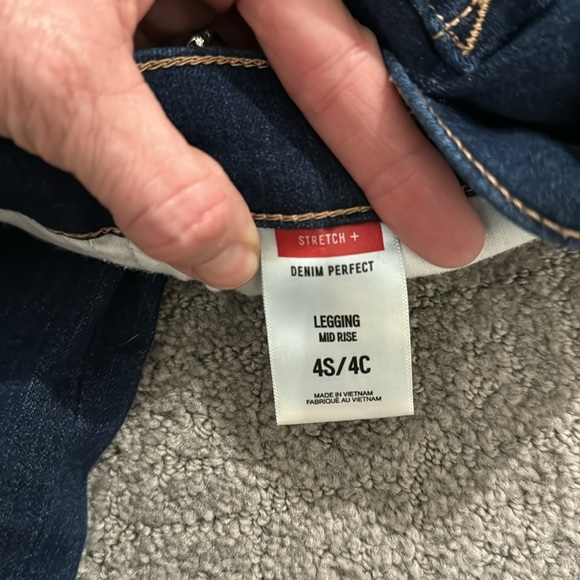 STRETCH +
DENIM PERFECT
LEGGING
MID RISE
4S/4C
MADE IN VIETNAM
FABRIQUÉ AU VIETNAM